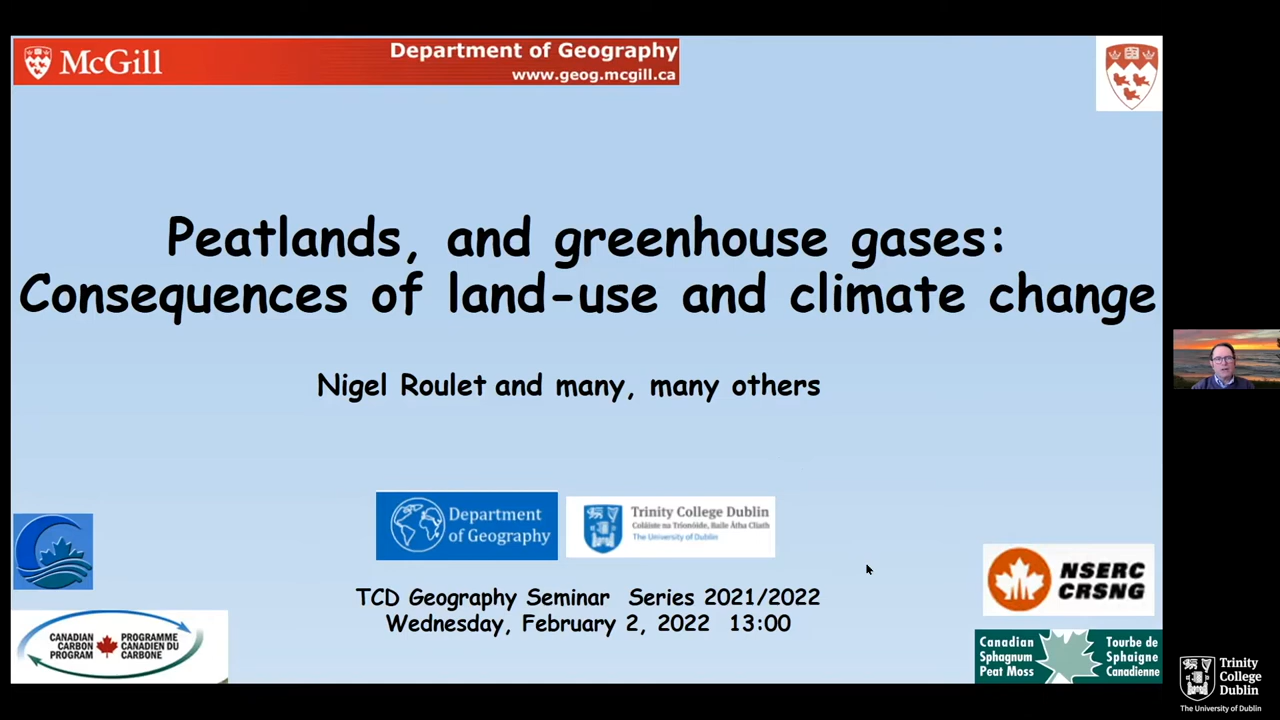 McGill
Department of Geography
www.geog.mcgill.ca
Peatlands, and greenhouse gases:
Consequences of land-use and climate change
Nigel Roulet and many, many others
Department
of Geography
Trinity College Dublin
Coláiste na Tríonóide, Baile Átha Cliath
The University of Dublin
TCD Geography Seminar Series 2021/2022
Wednesday, February 2, 2022 13:00
CANADIAN
CARBON
PROGRAM
PROGRAMME
CANADIEN DU
CARBONE
NSERC
CRSNG
Canadian
Sphagnum
Peat Moss
Tourbe de
Sphaigne
Canadienne
Trinity
College
Dublin
The University of Dublin